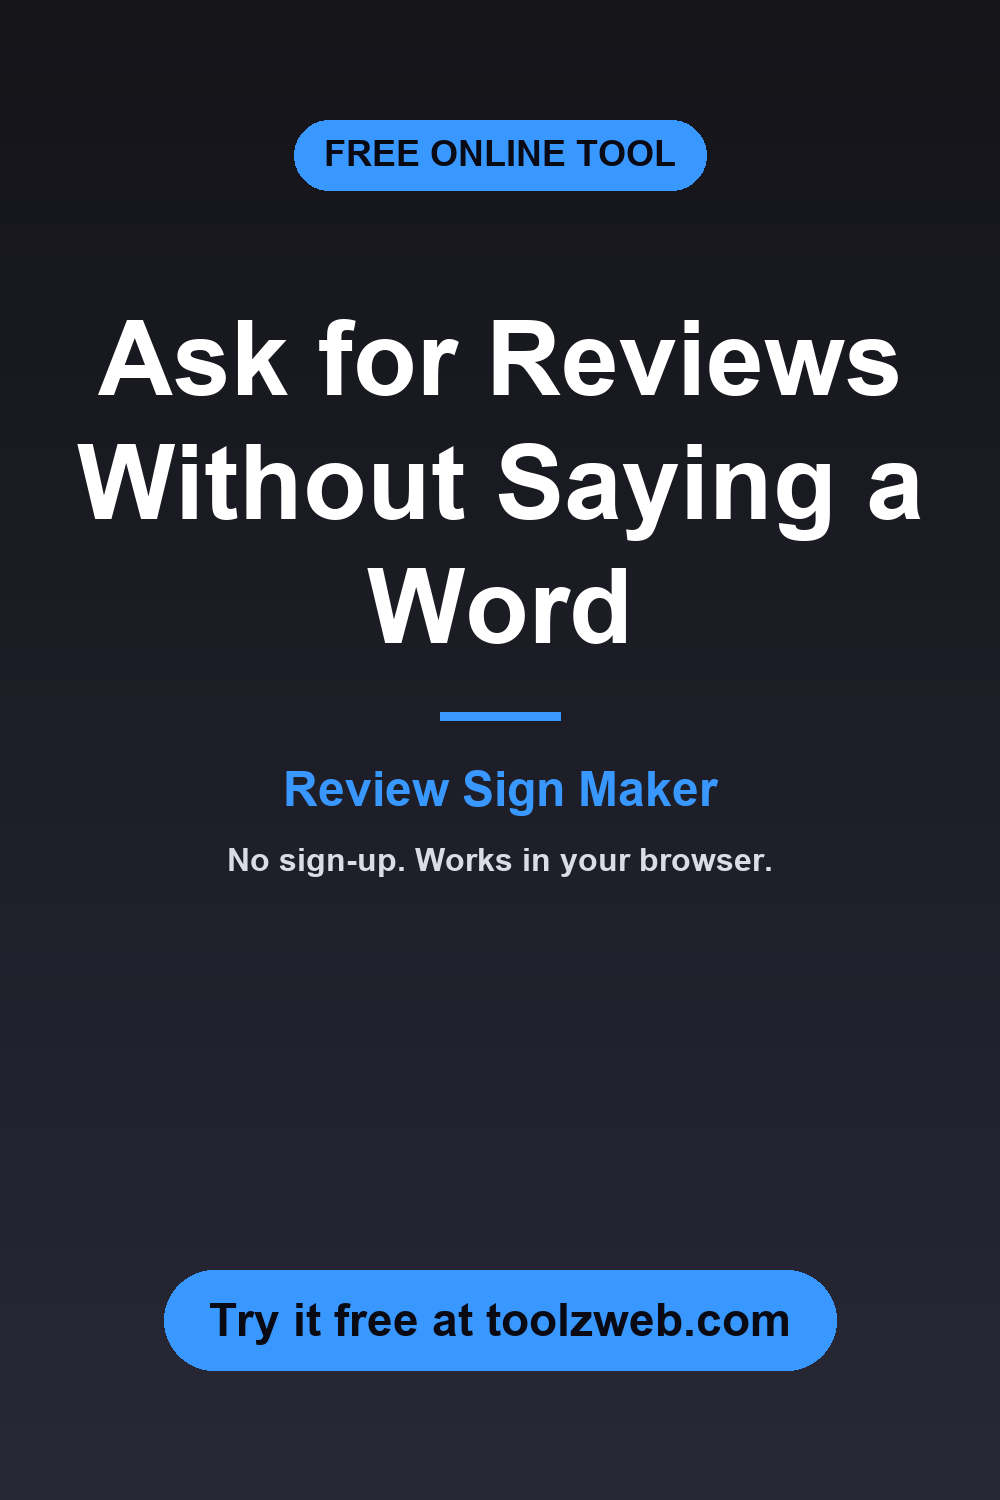 FREE ONLINE TOOL
Ask for Reviews
Without Saying a
Word
Review Sign Maker
No sign-up. Works in your browser.
Try it free at toolzweb.com